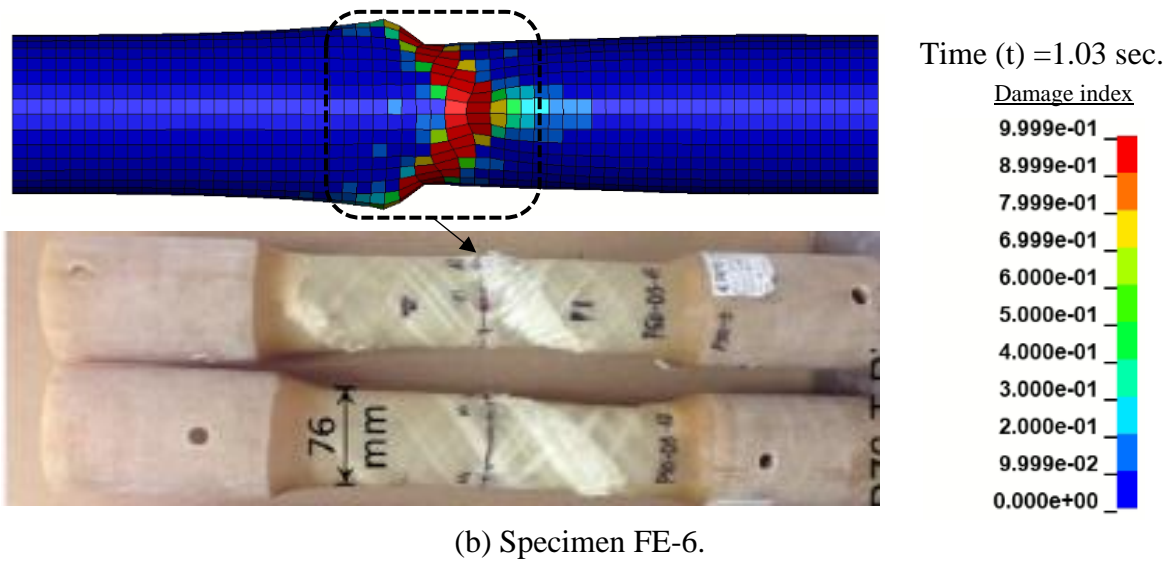 Time (t) =1.03 sec.
Damage index
9.999e-01
8.999e-01
7.999e-01
6.999e-01
6.000e-01
5.000e-01
4.000e-01
3.000e-01
2.000e-01
9.999e-02
0.000e+00
76
mm
(b) Specimen FE-6.